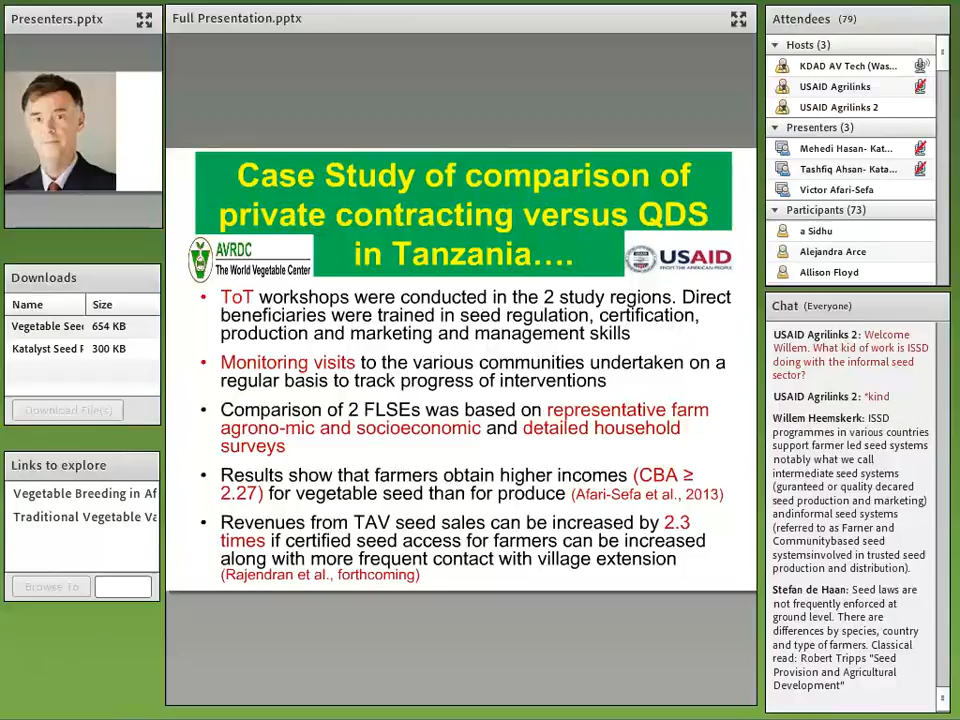 Presenters.pptx
Full Presentation.pptx
Attendees (79)
Hosts (3)
KDAD AV Tech (Was...
USAID Agrilinks
USAID Agrilinks 2
Presenters (3)
Mehedi Hasan- Kat...
Tashfiq Ahsan- Kata...
Victor Afari-Sefa
Participants (73)
a Sidhu
Alejandra Arce
Allison Floyd
Downloads
Name Size
Vegetable Seed 654 KB
Katalyst Seed P 300 KB
Download File(s)
Links to explore
Vegetable Breeding in Af
Traditional Vegetable Va
Browse To
Case Study of comparison of
private contracting versus QDS
in Tanzania....
AVRDC
The World Vegetable Center
USAID
FROM THE AMERICAN PEOPLE
• ToT workshops were conducted in the 2 study regions. Direct
beneficiaries were trained in seed regulation, certification,
production and marketing and management skills
• Monitoring visits to the various communities undertaken on a
regular basis to track progress of interventions
• Comparison of 2 FLSEs was based on representative farm
agrono-mic and socioeconomic and detailed household
surveys
• Results show that farmers obtain higher incomes (CBA ≥
2.27) for vegetable seed than for produce (Afari-Sefa et al., 2013)
• Revenues from TAV seed sales can be increased by 2.3
times if certified seed access for farmers can be increased
along with more frequent contact with village extension
(Rajendran et al., forthcoming)
Chat (Everyone)
USAID Agrilinks 2: Welcome
Willem. What kid of work is ISSD
doing with the informal seed
sector?
USAID Agrilinks 2: *kind
Willem Heemskerk: ISSD
programmes in various countries
support farmer led seed systems
notably what we call
intermediate seed systems
(guranteed or quality decared
seed production and marketing)
andinformal seed systems
(referred to as Farner and
Communitybased seed
systemsinvolved in trusted seed
production and distribution).
Stefan de Haan: Seed laws are
not frequently enforced at
ground level. There are
differences by species, country
and type of farmers. Classical
read: Robert Tripps "Seed
Provision and Agricultural
Development"